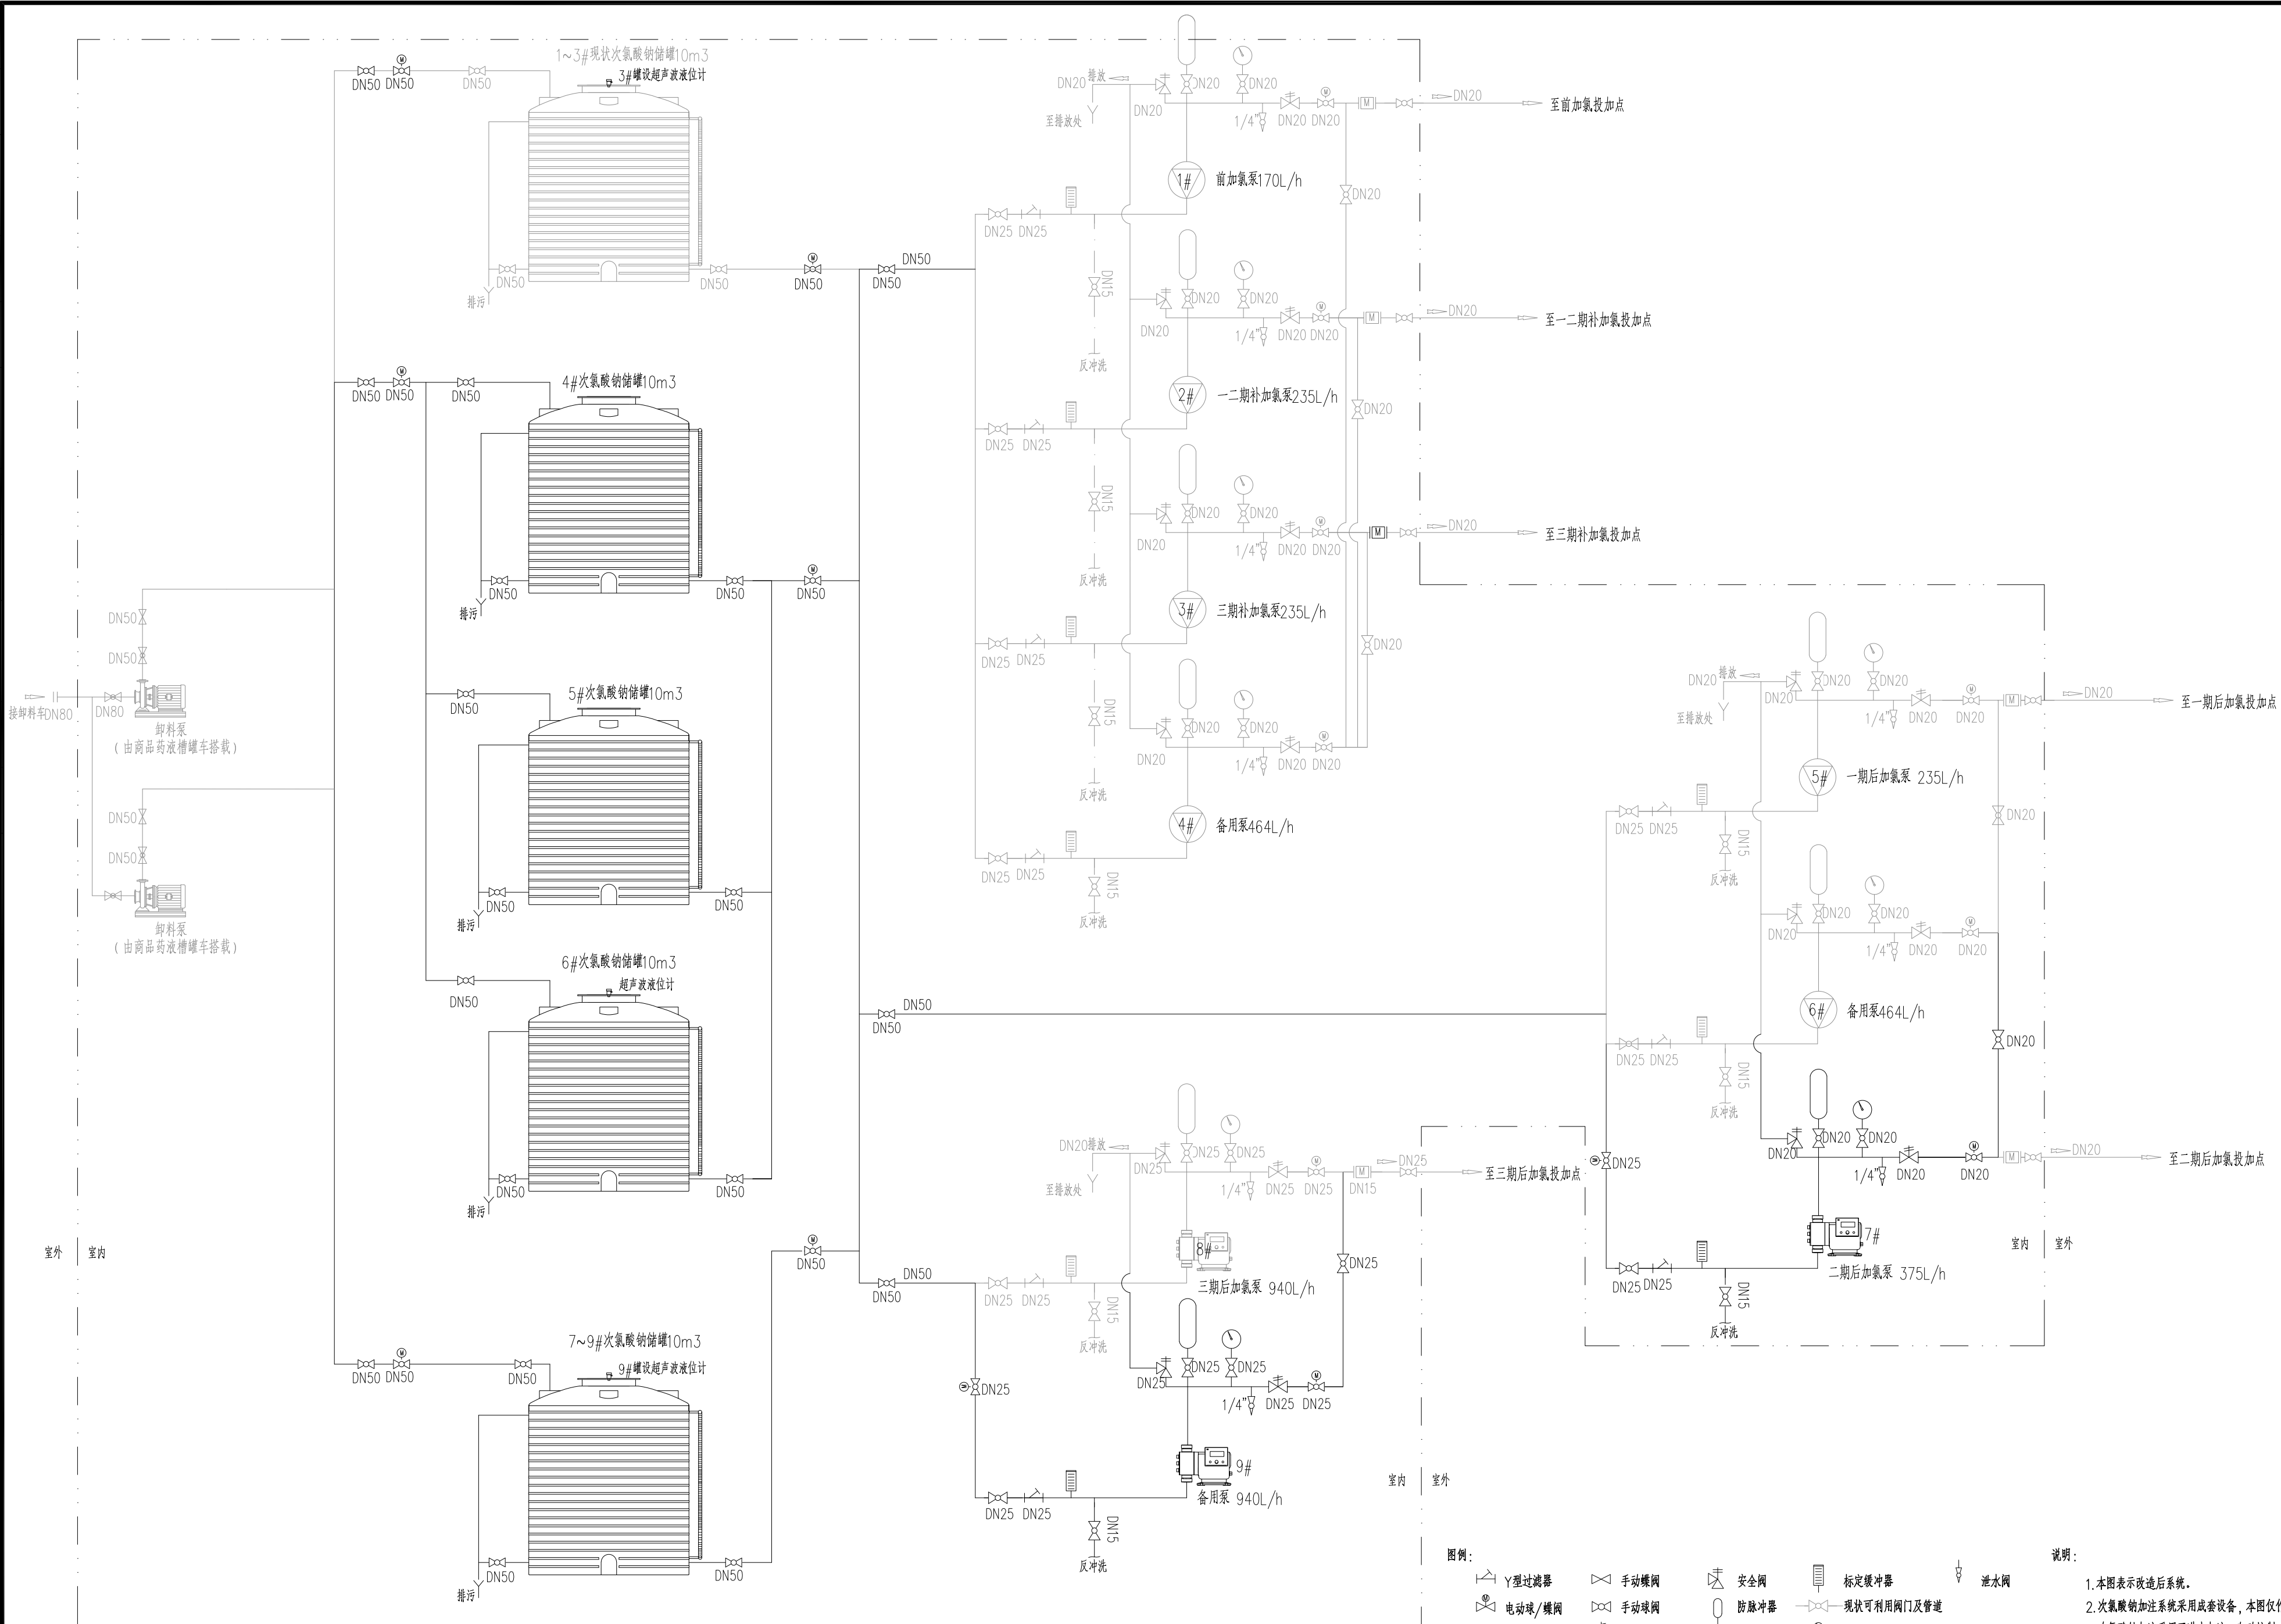 1~3#现状次氯酸钠储罐10m3
3#罐设超声波液位计
DN50 DN50 DN50
排污 DN50
DN50 DN50
DN50
DN50
4#次氯酸钠储罐10m3
DN50 DN50 DN50
排污 DN50
DN50 DN50
5#次氯酸钠储罐10m3
DN50
排污 DN50
DN50
6#次氯酸钠储罐10m3
超声波液位计
DN50
排污 DN50
DN50
7~9#次氯酸钠储罐10m3
9#罐设超声波液位计
DN50 DN50 DN50
排污 DN50
DN50
DN50
接卸料车DN80 DN80
DN50
DN50
卸料泵
(由商品药液槽罐车搭载)
DN50
DN50
卸料泵
(由商品药液槽罐车搭载)
室外 室内
DN20 排放
至排放处
DN20 DN20 DN20
1/4" DN20 DN20
M
DN20
至前加氯投加点
1# 前加氯泵170L/h
DN20
DN25 DN25
DN15
反冲洗
DN20 DN20 DN20
1/4" DN20 DN20
M
DN20
至一二期补加氯投加点
2# 一二期补加氯泵235L/h
DN20
DN25 DN25
DN15
反冲洗
DN20 DN20 DN20
1/4" DN20 DN20
M
DN20
至三期补加氯投加点
3# 三期补加氯泵235L/h
DN20
DN25 DN25
DN15
反冲洗
DN20 DN20 DN20
1/4" DN20 DN20
4# 备用泵464L/h
DN25 DN25
DN15
反冲洗
DN50
DN50
DN20 排放
至排放处
DN20 DN20 DN20
1/4" DN20 DN20
M
DN20
至一期后加氯投加点
5# 一期后加氯泵 235L/h
DN20
DN25 DN25
DN15
反冲洗
DN20 DN20 DN20
1/4" DN20 DN20
6# 备用泵464L/h
DN20
DN25 DN25
DN15
反冲洗
DN20 DN20 DN20
1/4" DN20 DN20
M
DN20
至二期后加氯投加点
DN25
7#
二期后加氯泵 375L/h
DN25 DN25
DN15
反冲洗
室内 室外
DN20排放
至排放处
DN25 DN25 DN25
1/4" DN25 DN25
M
DN15
DN25
至三期后加氯投加点
8#
三期后加氯泵 940L/h
DN50
DN50
DN25 DN25
DN15
反冲洗
DN25
DN25 DN25 DN25
1/4" DN25 DN25
DN25
9#
备用泵 940L/h
DN25 DN25
DN15
反冲洗
室内 室外
图例:
Y型过滤器 手动蝶阀 安全阀 标定缓冲器 泄水阀
电动球/蝶阀 手动球阀 防脉冲器 现状可利用阀门及管道
说明:
1.本图表示改造后系统.
2.次氯酸钠加注系统采用成套设备,本图仅